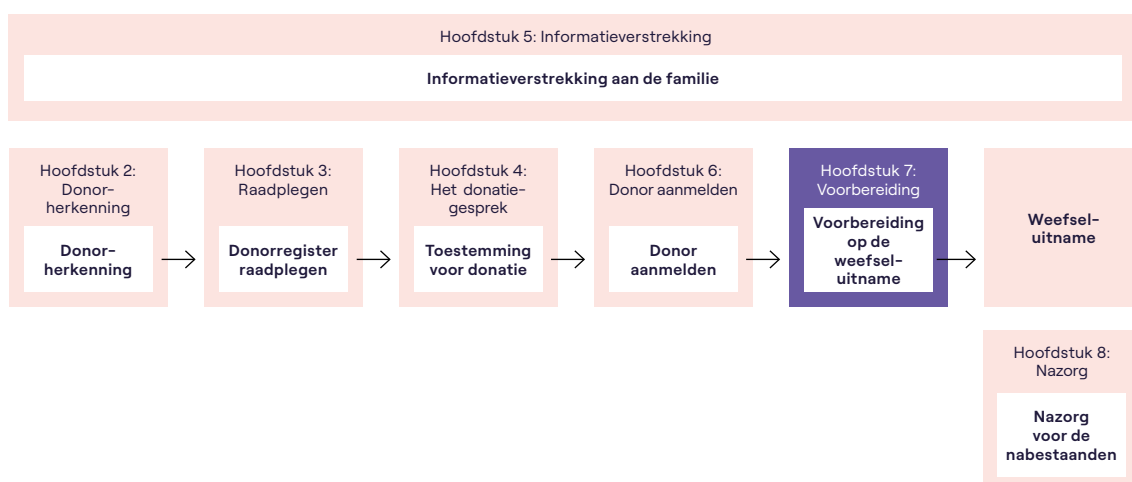 Hoofdstuk 5: Informatieverstrekking
Informatieverstrekking aan de familie
Hoofdstuk 2:
Donor-
herkenning
Donor-
herkenning
Hoofdstuk 3:
Raadplegen
Donorregister
raadplegen
Hoofdstuk 4:
Het donatie-
gesprek
Toestemming
voor donatie
Hoofdstuk 6:
Donor aanmelden
Donor
aanmelden
Hoofdstuk 7:
Voorbereiding
Voorbereiding
op de
weefsel-
uitname
Weefsel-
uitname
Hoofdstuk 8:
Nazorg
Nazorg
voor de
nabestaanden